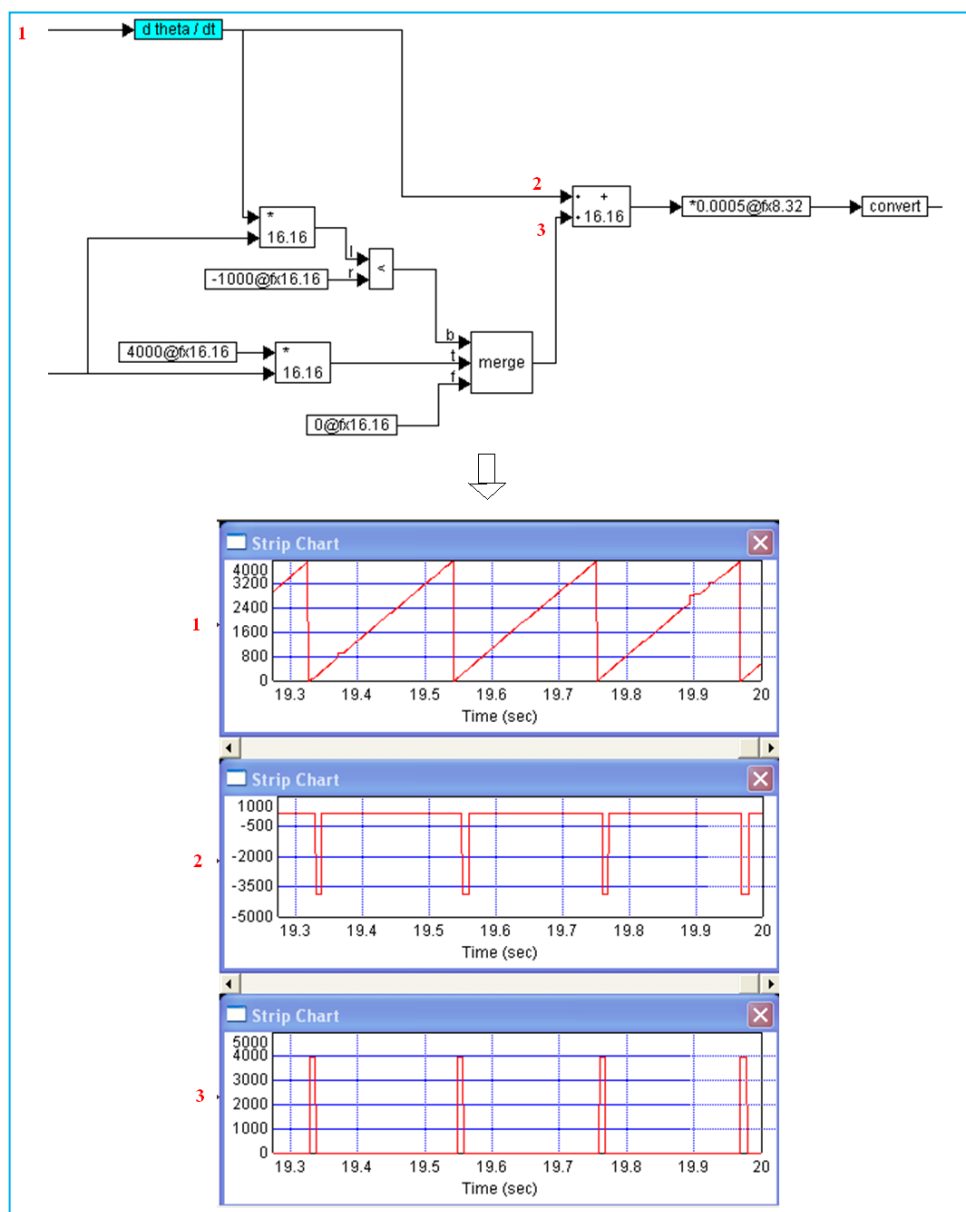 1
d theta / dt
2
3
* 16.16
-1000@fx16.16
l
r
<
+ 16.16
*0.0005@fx8.32
convert
4000@fx16.16
* 16.16
b
t
f
merge
0@fx16.16
Strip Chart
1
4000
3200
2400
1600
800
0
19.3 19.4 19.5 19.6 19.7 19.8 19.9 20
Time (sec)
Strip Chart
2
1000
-500
-2000
-3500
-5000
19.3 19.4 19.5 19.6 19.7 19.8 19.9 20
Time (sec)
Strip Chart
3
5000
4000
3000
2000
1000
0
19.3 19.4 19.5 19.6 19.7 19.8 19.9 20
Time (sec)